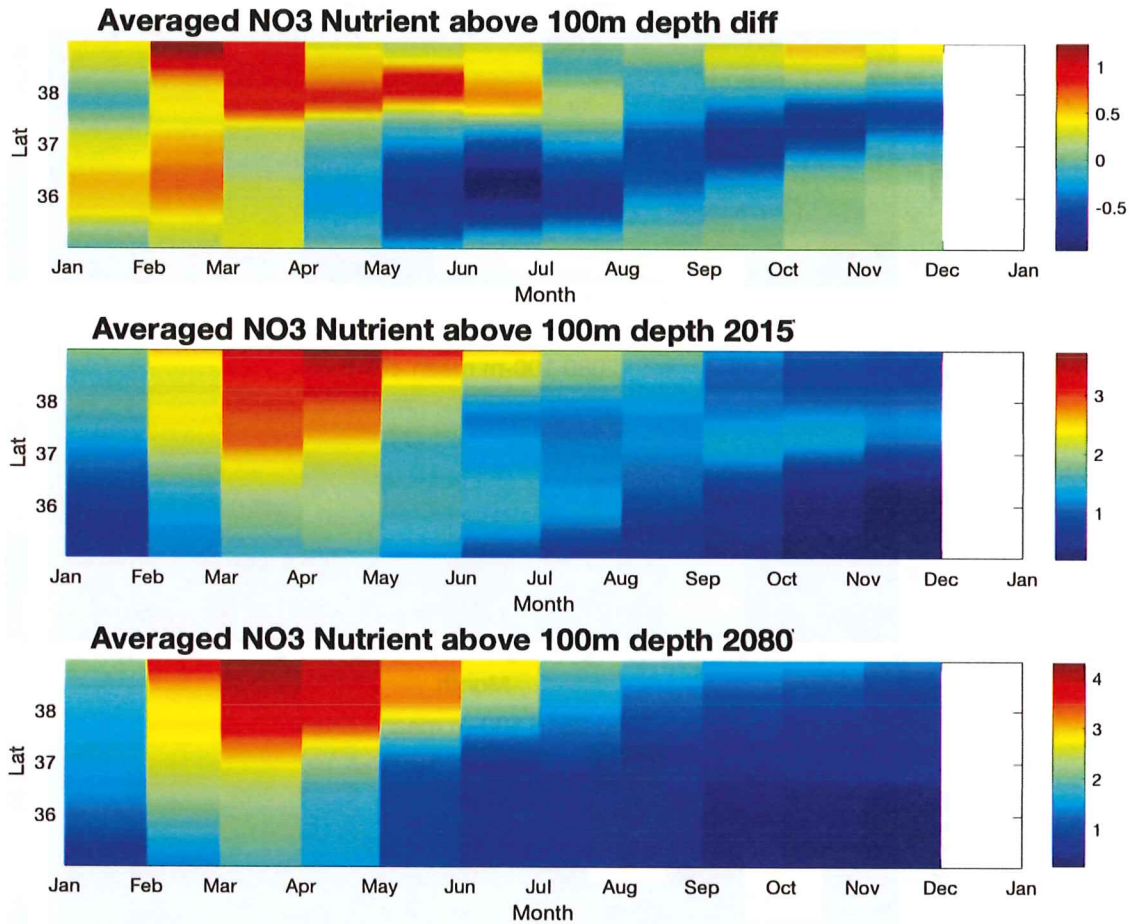 Averaged NO3 Nutrient above 100m depth diff
1
0.5
0
-0.5
38
37
36
Lat
Jan Feb Mar Apr May Jun Jul Aug Sep Oct Nov Dec Jan
Month
Averaged NO3 Nutrient above 100m depth 2015
3
2
1
38
37
36
Lat
Jan Feb Mar Apr May Jun Jul Aug Sep Oct Nov Dec Jan
Month
Averaged NO3 Nutrient above 100m depth 2080
4
3
2
1
38
37
36
Lat
Jan Feb Mar Apr May Jun Jul Aug Sep Oct Nov Dec Jan
Month